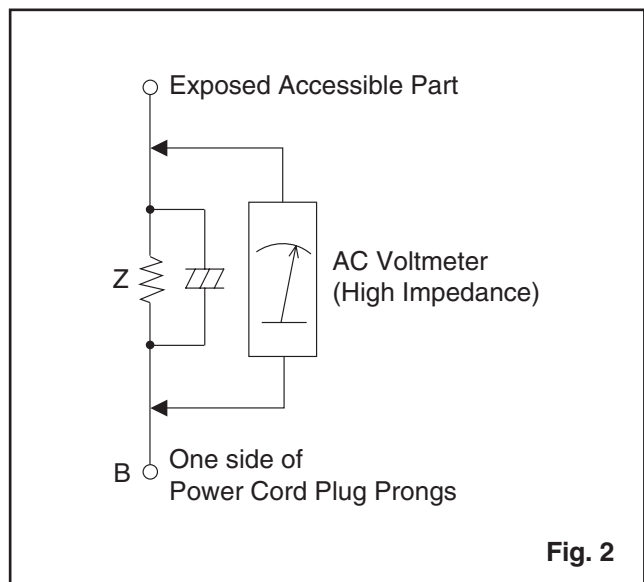 Exposed Accessible Part
Z
AC Voltmeter
(High Impedance)
B
One side of
Power Cord Plug Prongs
Fig. 2